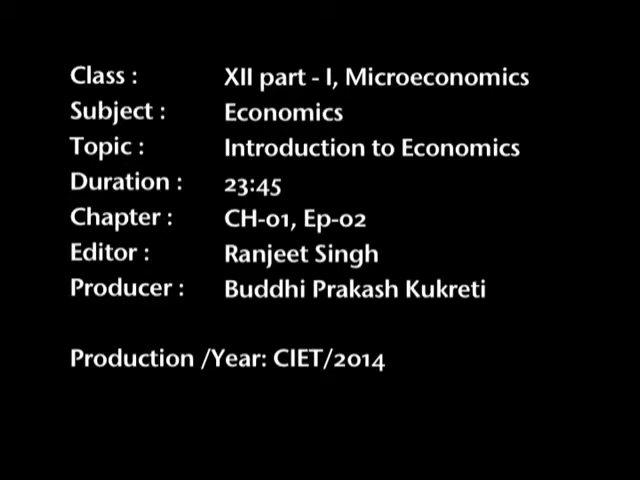 Class : XII part - I, Microeconomics
Subject : Economics
Topic : Introduction to Economics
Duration : 23:45
Chapter : CH-01, Ep-02
Editor : Ranjeet Singh
Producer : Buddhi Prakash Kukreti
Production /Year: CIET/2014